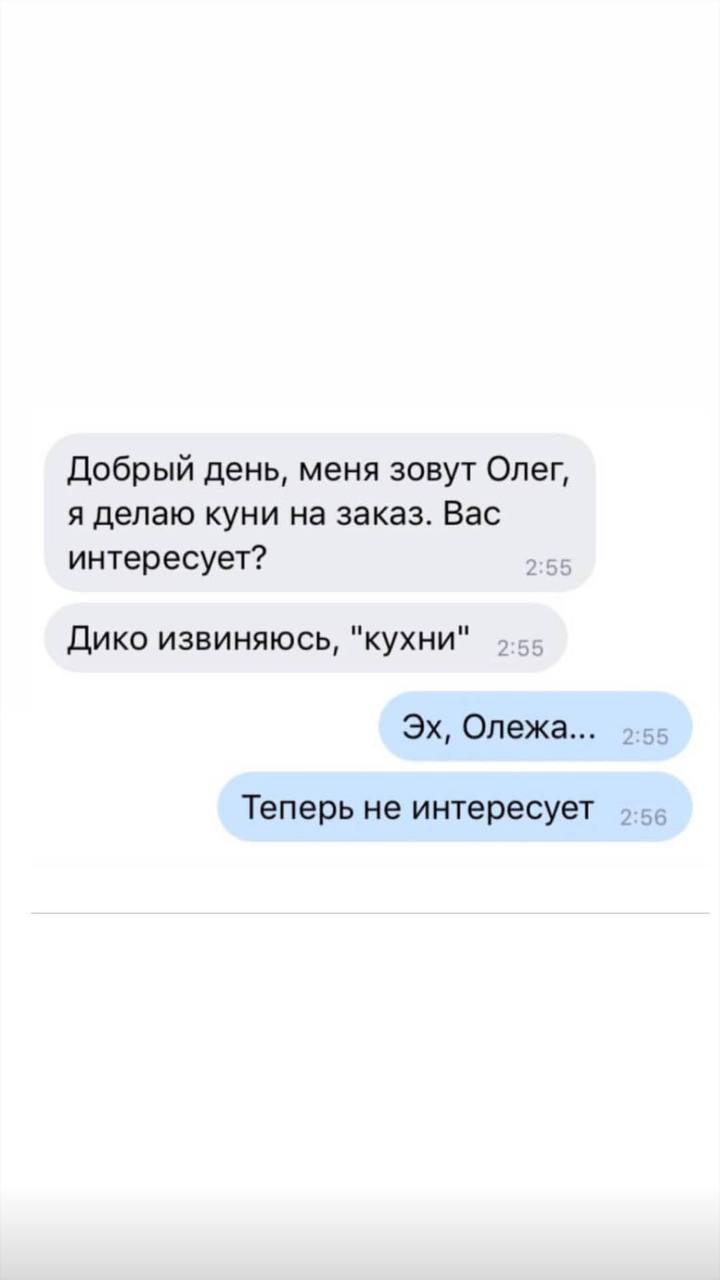 Добрый день, меня зовут Олег,
я делаю куни на заказ. Вас
интересует?
2:55
Дико извиняюсь, "кухни" 2:55
Эх, Олежа... 2:55
Теперь не интересует 2:56